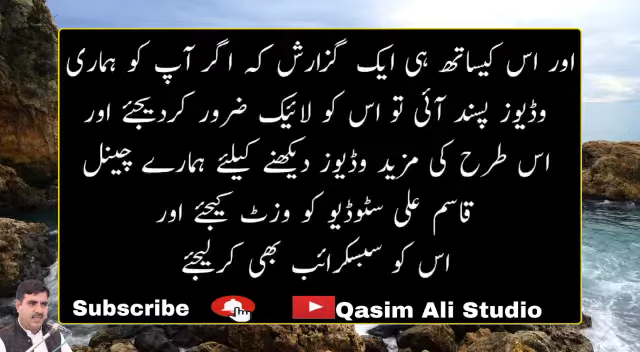 اور اس کیساتھ ہی ایک گزارش کہ اگر آپ کو ہماری
وڈیوز پسند آئی تو اس کو لائیک ضرور کردیجئے اور
اس طرح کی مزید وڈیوز دیکھنے کیلئے ہمارے چینل
قاسم علی سٹوڈیو کو وزٹ کیجئے اور
اس کو سبسکرائب بھی کرلیجئے
Subscribe Qasim Ali Studio